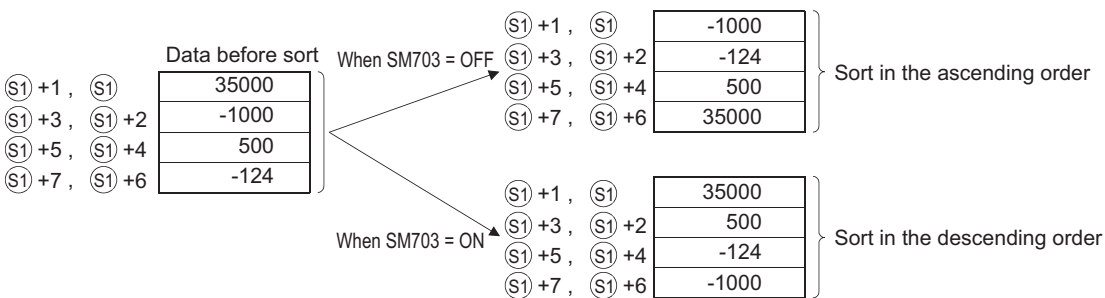 Data before sort
Ⓢ1 +1 , Ⓢ1 35000
Ⓢ1 +3 , Ⓢ1 +2 -1000
Ⓢ1 +5 , Ⓢ1 +4 500
Ⓢ1 +7 , Ⓢ1 +6 -124
When SM703 = OFF
Ⓢ1 +1 , Ⓢ1 -1000
Ⓢ1 +3 , Ⓢ1 +2 -124
Ⓢ1 +5 , Ⓢ1 +4 500
Ⓢ1 +7 , Ⓢ1 +6 35000
Sort in the ascending order
When SM703 = ON
Ⓢ1 +1 , Ⓢ1 35000
Ⓢ1 +3 , Ⓢ1 +2 500
Ⓢ1 +5 , Ⓢ1 +4 -124
Ⓢ1 +7 , Ⓢ1 +6 -1000
Sort in the descending order